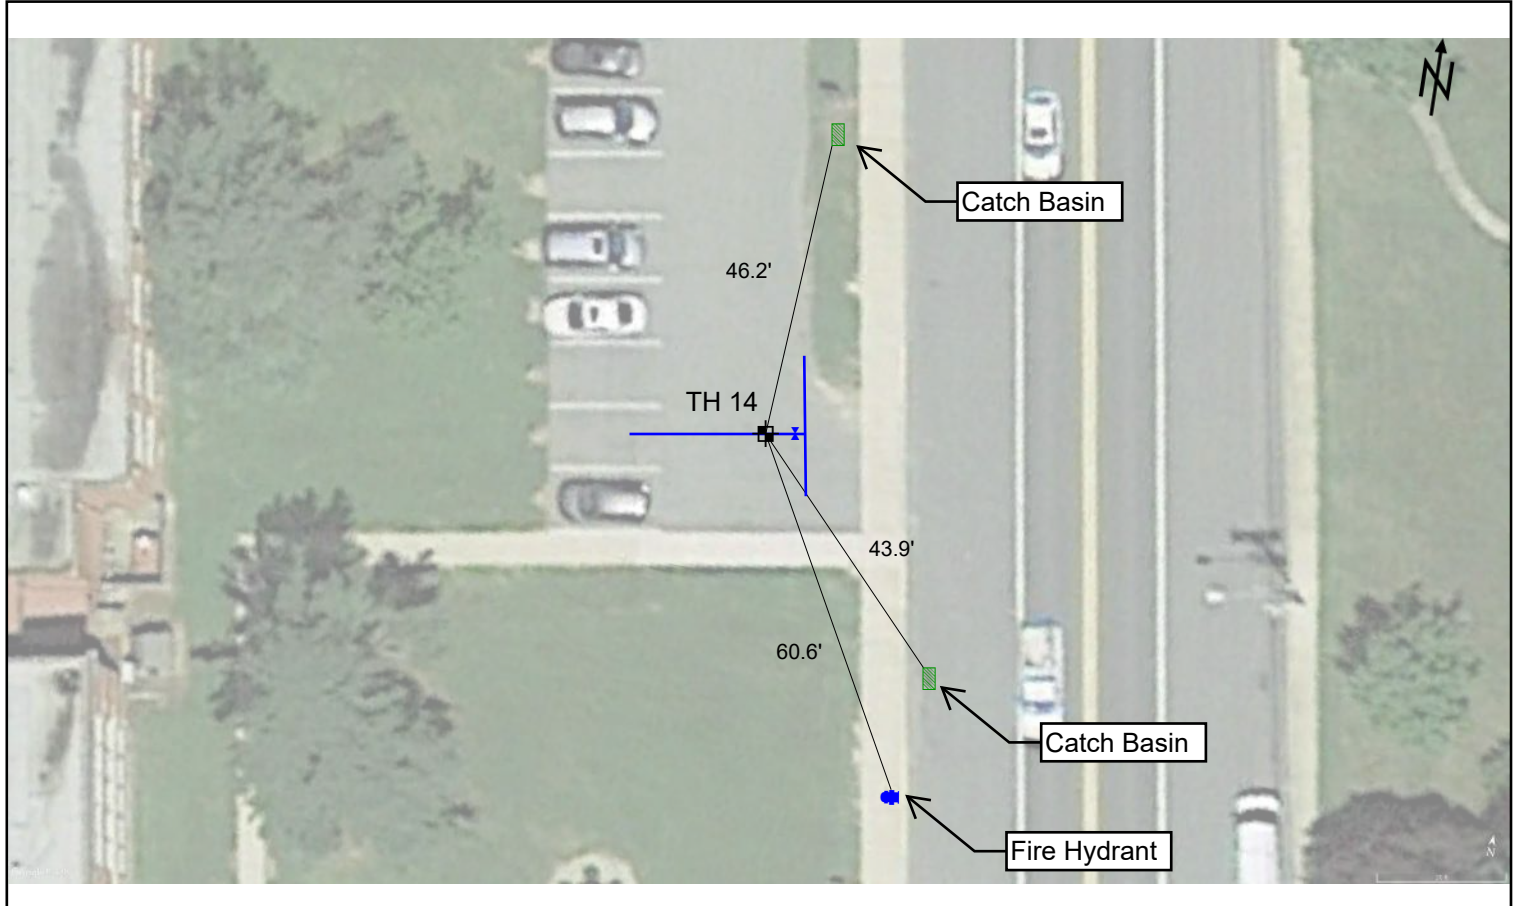 N
Catch Basin
46.2'
TH 14
43.9'
60.6'
Catch Basin
Fire Hydrant
N